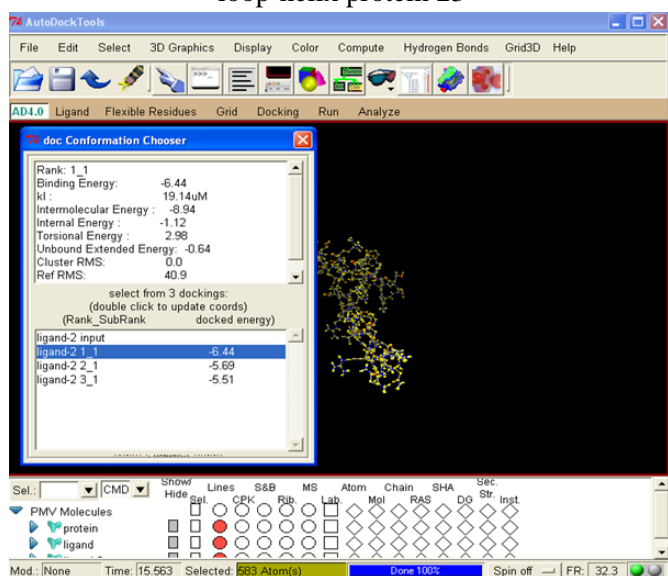 loop-helix protein 25
AutoDockTools
File Edit Select 3D Graphics Display Color Compute Hydrogen Bonds Grid3D Help
AD4.0 Ligand Flexible Residues Grid Docking Run Analyze
doc Conformation Chooser
Rank: 1_1
Binding Energy: -6.44
kI : 19.14uM
Intermolecular Energy : -8.94
Internal Energy : -1.12
Torsional Energy : 2.98
Unbound Extended Energy: -0.64
Cluster RMS: 0.0
Ref RMS: 40.9
select from 3 dockings:
(double click to update coords)
(Rank_SubRank docked energy)
ligand-2 input
ligand-2 1_1 -6.44
ligand-2 2_1 -5.69
ligand-2 3_1 -5.51
Sel.: CMD Show/ Hide Sel. Lines CPK S&B Rib. MS Lab. Atom Mol Chain RAS SHA DG Sec. Str. Inst.
PMV Molecules
protein
ligand
Mod.: None Time: 15.563 Selected: 583 Atom(s) Done 100% Spin off FR: 32.3